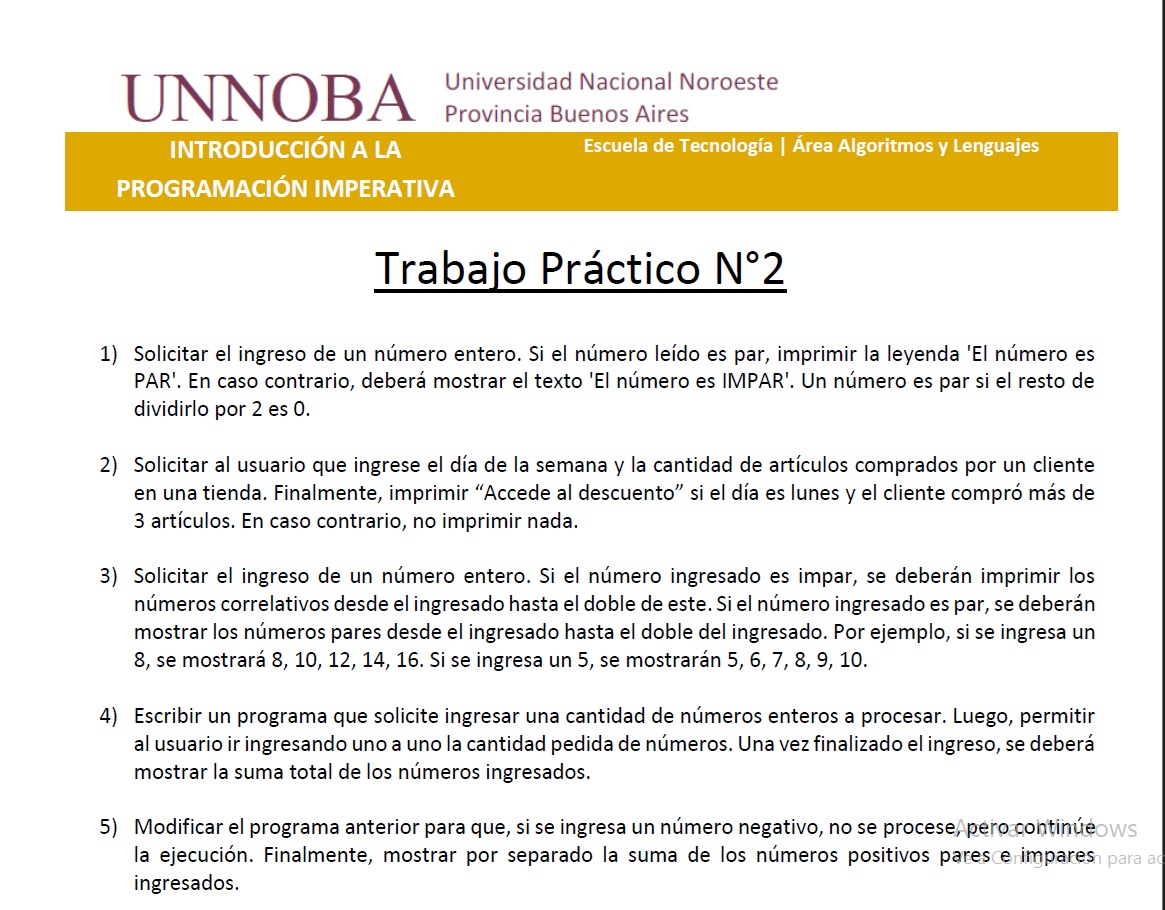 UNNOBA
Universidad Nacional Noroeste
Provincia Buenos Aires
INTRODUCCIÓN A LA
PROGRAMACIÓN IMPERATIVA
Escuela de Tecnología | Área Algoritmos y Lenguajes
Trabajo Práctico N°2
1) Solicitar el ingreso de un número entero. Si el número leído es par, imprimir la leyenda 'El número es
PAR'. En caso contrario, deberá mostrar el texto 'El número es IMPAR'. Un número es par si el resto de
dividirlo por 2 es 0.
2) Solicitar al usuario que ingrese el día de la semana y la cantidad de artículos comprados por un cliente
en una tienda. Finalmente, imprimir “Accede al descuento” si el día es lunes y el cliente compró más de
3 artículos. En caso contrario, no imprimir nada.
3) Solicitar el ingreso de un número entero. Si el número ingresado es impar, se deberán imprimir los
números correlativos desde el ingresado hasta el doble de este. Si el número ingresado es par, se deberán
mostrar los números pares desde el ingresado hasta el doble del ingresado. Por ejemplo, si se ingresa un
8, se mostrará 8, 10, 12, 14, 16. Si se ingresa un 5, se mostrarán 5, 6, 7, 8, 9, 10.
4) Escribir un programa que solicite ingresar una cantidad de números enteros a procesar. Luego, permitir
al usuario ir ingresando uno a uno la cantidad pedida de números. Una vez finalizado el ingreso, se deberá
mostrar la suma total de los números ingresados.
5) Modificar el programa anterior para que, si se ingresa un número negativo, no se procese, pero continúe
la ejecución. Finalmente, mostrar por separado la suma de los números positivos pares e impares
ingresados.
Activar Windows
Ve a Configuración para